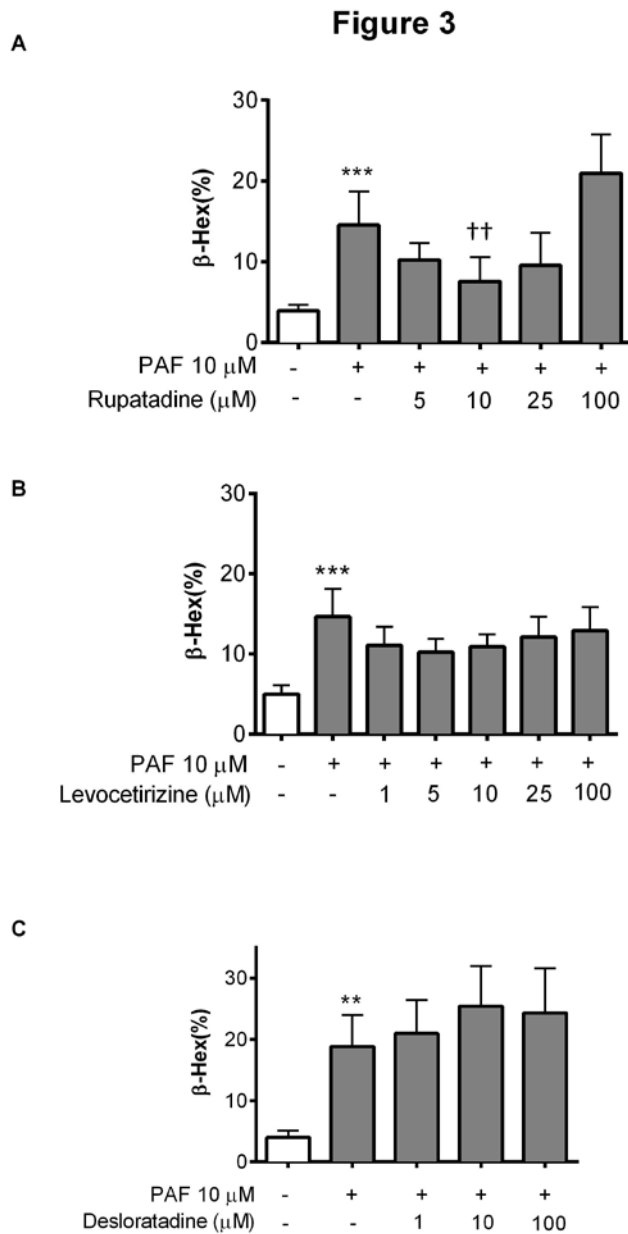 Figure 3
A
30
20
10
0
β-Hex(%)
***
††
PAF 10 μM - + + + + +
Rupatadine (μM) - - 5 10 25 100
B
30
20
10
0
β-Hex(%)
***
PAF 10 μM - + + + + + +
Levocetirizine (μM) - - 1 5 10 25 100
C
30
20
10
0
β-Hex(%)
**
PAF 10 μM - + + + +
Desloratadine (μM) - - 1 10 100